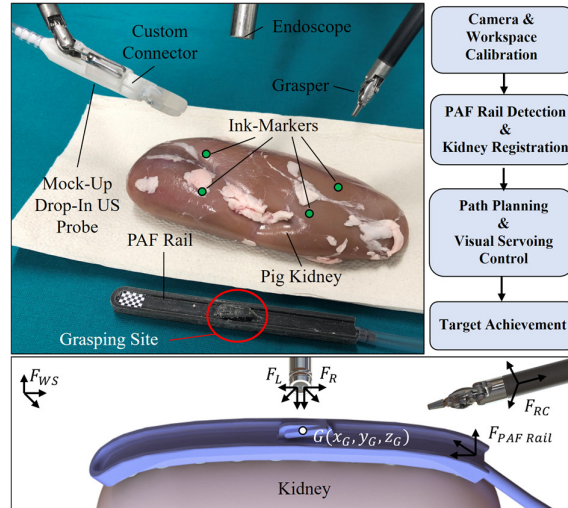 Custom
Connector
Endoscope
Grasper
Ink-Markers
Mock-Up
Drop-In US
Probe
PAF Rail
Pig Kidney
Grasping Site
Camera &
Workspace
Calibration
PAF Rail Detection
&
Kidney Registration
Path Planning
&
Visual Servoing
Control
Target Achievement
F_WS
F_L
F_R
F_RC
G(x_G, y_G, z_G)
F_PAF Rail
Kidney